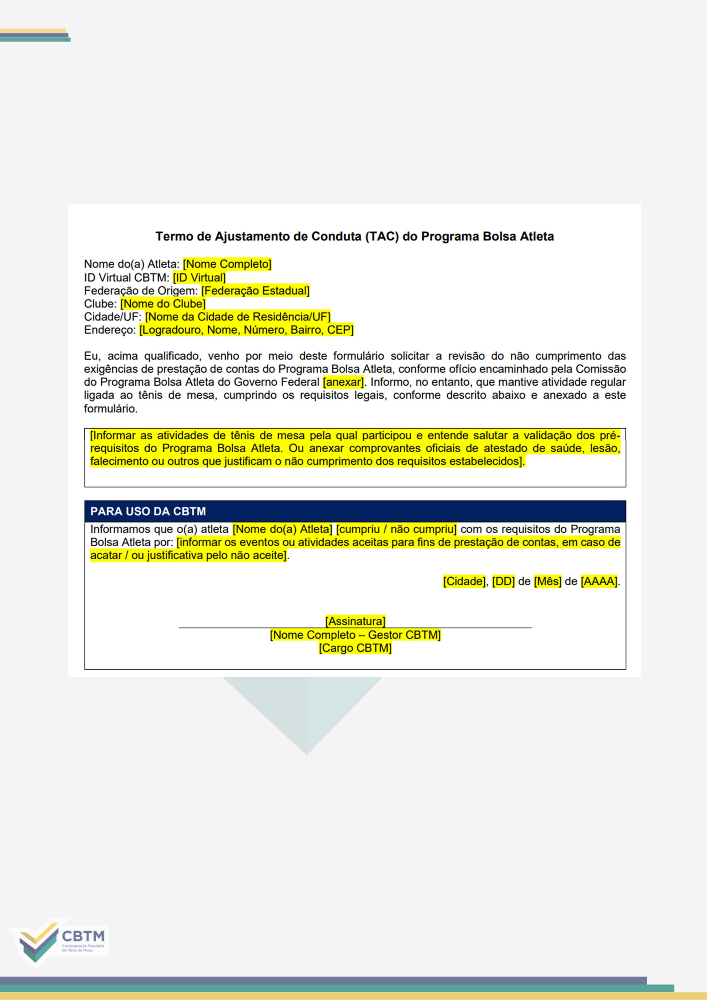 Termo de Ajustamento de Conduta (TAC) do Programa Bolsa Atleta
Nome do(a) Atleta: [Nome Completo]
ID Virtual CBTM: [ID Virtual]
Federação de Origem: [Federação Estadual]
Clube: [Nome do Clube]
Cidade/UF: [Nome da Cidade de Residência/UF]
Endereço: [Logradouro, Nome, Número, Bairro, CEP]
Eu, acima qualificado, venho por meio deste formulário solicitar a revisão do não cumprimento das
exigências de prestação de contas do Programa Bolsa Atleta, conforme ofício encaminhado pela Comissão
do Programa Bolsa Atleta do Governo Federal [anexar]. Informo, no entanto, que mantive atividade regular
ligada ao tênis de mesa, cumprindo os requisitos legais, conforme descrito abaixo e anexado a este
formulário.
[Informar as atividades de tênis de mesa pela qual participou e entende salutar a validação dos pré-
requisitos do Programa Bolsa Atleta. Ou anexar comprovantes oficiais de atestado de saúde, lesão,
falecimento ou outros que justificam o não cumprimento dos requisitos estabelecidos].
PARA USO DA CBTM
Informamos que o(a) atleta [Nome do(a) Atleta] [cumpriu / não cumpriu] com os requisitos do Programa
Bolsa Atleta por: [informar os eventos ou atividades aceitas para fins de prestação de contas, em caso de
acatar / ou justificativa pelo não aceite].
[Cidade], [DD] de [Mês] de [AAAA].
[Assinatura]
[Nome Completo – Gestor CBTM]
[Cargo CBTM]
CBTM
Confederação Brasileira
de Tênis de Mesa